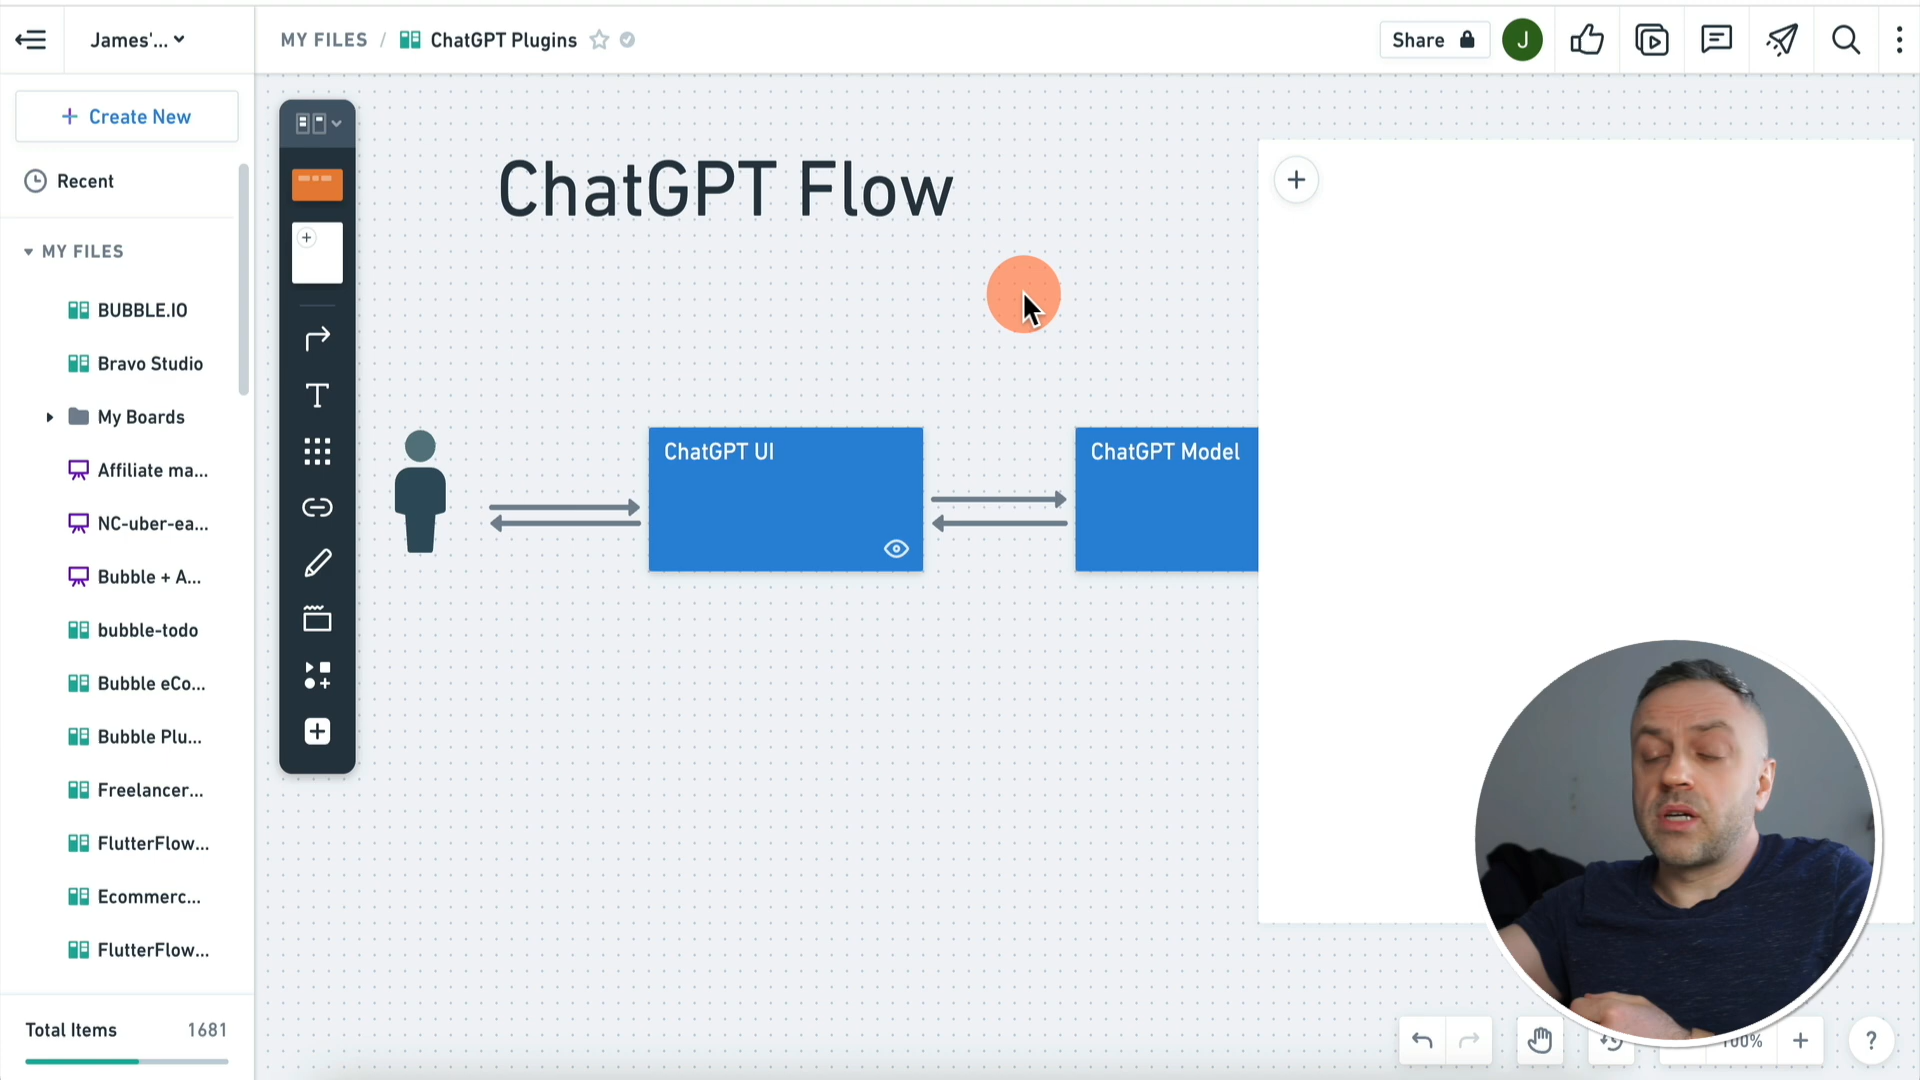 James'...
MY FILES / ChatGPT Plugins
Share
J
Create New
Recent
MY FILES
BUBBLE.IO
Bravo Studio
My Boards
Affiliate ma...
NC-uber-ea...
Bubble + A...
bubble-todo
Bubble eCo...
Bubble Plu...
Freelancer...
FlutterFlow...
Ecommerc...
FlutterFlow...
Total Items 1681
ChatGPT Flow
ChatGPT UI
ChatGPT Model
100%
?